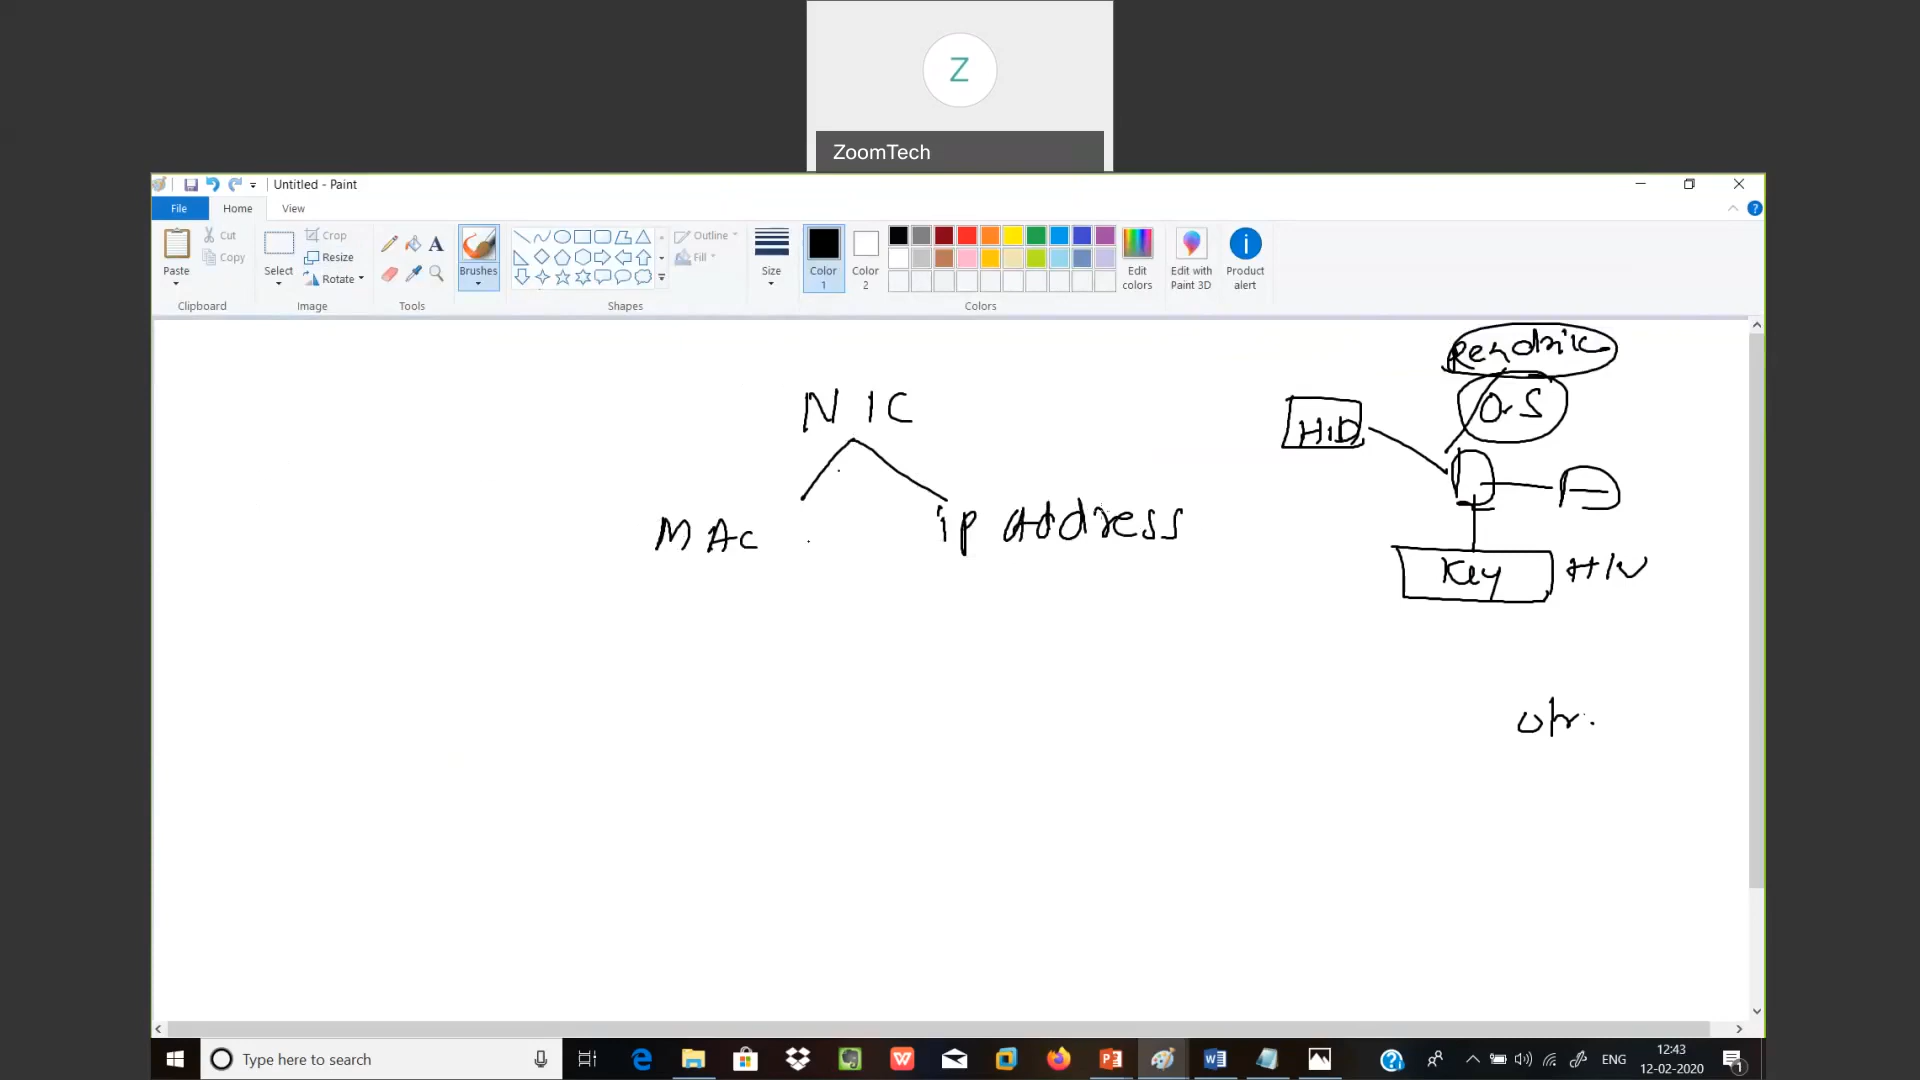 Z
ZoomTech
Untitled - Paint
File Home View
Paste
Cut
Copy
Clipboard
Select
Crop
Resize
Rotate
Image
A
Tools
Brushes
Outline
Fill
Shapes
Size
Color 1
Color 2
Edit colors
Colors
Edit with Paint 3D
Product alert
NIC
MAC
ip address
O.S
Key
Type here to search
ENG
12:43
12-02-2020
1